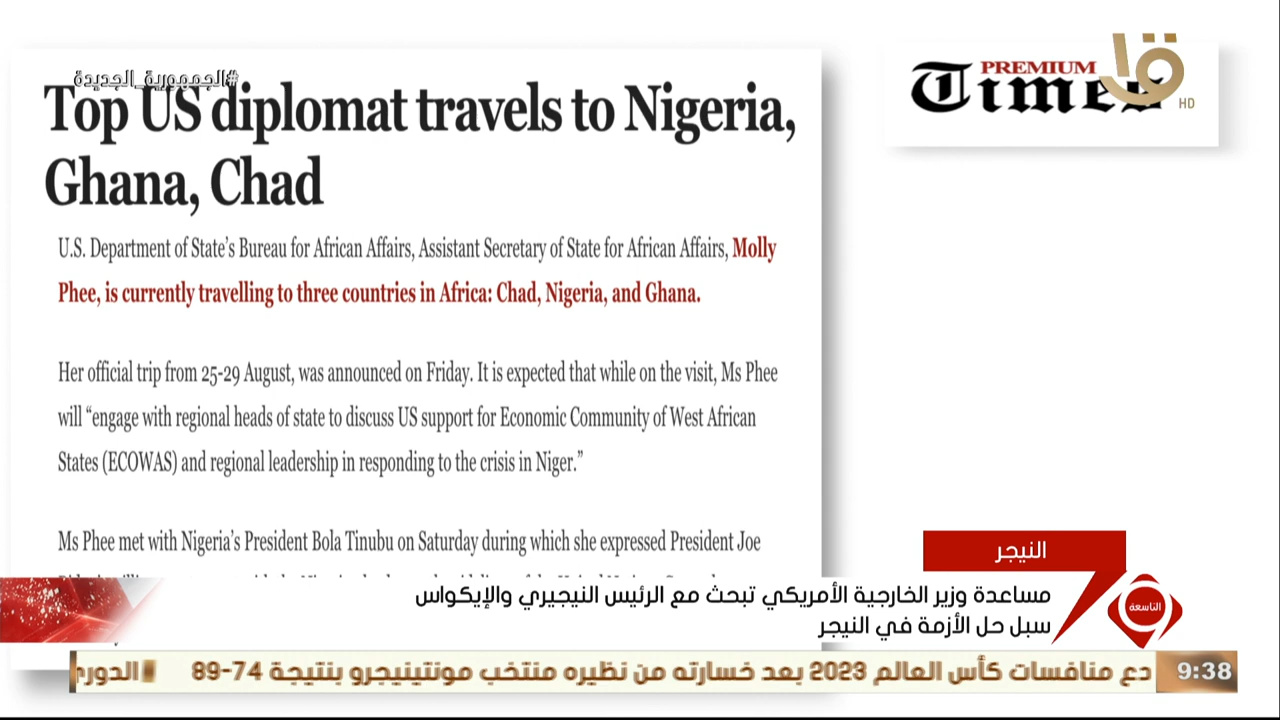 #الجمهورية_الجديدة
Top US diplomat travels to Nigeria,
Ghana, Chad
PREMIUM
Times
HD
U.S. Department of State’s Bureau for African Affairs, Assistant Secretary of State for African Affairs, Molly
Phee, is currently travelling to three countries in Africa: Chad, Nigeria, and Ghana.
Her official trip from 25-29 August, was announced on Friday. It is expected that while on the visit, Ms Phee
will “engage with regional heads of state to discuss US support for Economic Community of West African
States (ECOWAS) and regional leadership in responding to the crisis in Niger.”
Ms Phee met with Nigeria’s President Bola Tinubu on Saturday during which she expressed President Joe
النيجر
مساعدة وزير الخارجية الأمريكي تبحث مع الرئيس النيجيري والإيكواس
سبل حل الأزمة في النيجر
التاسعة
دع منافسات كأس العالم 2023 بعد خسارته من نظيره منتخب مونتينيجرو بنتيجة 74-89 الدوري
9:38